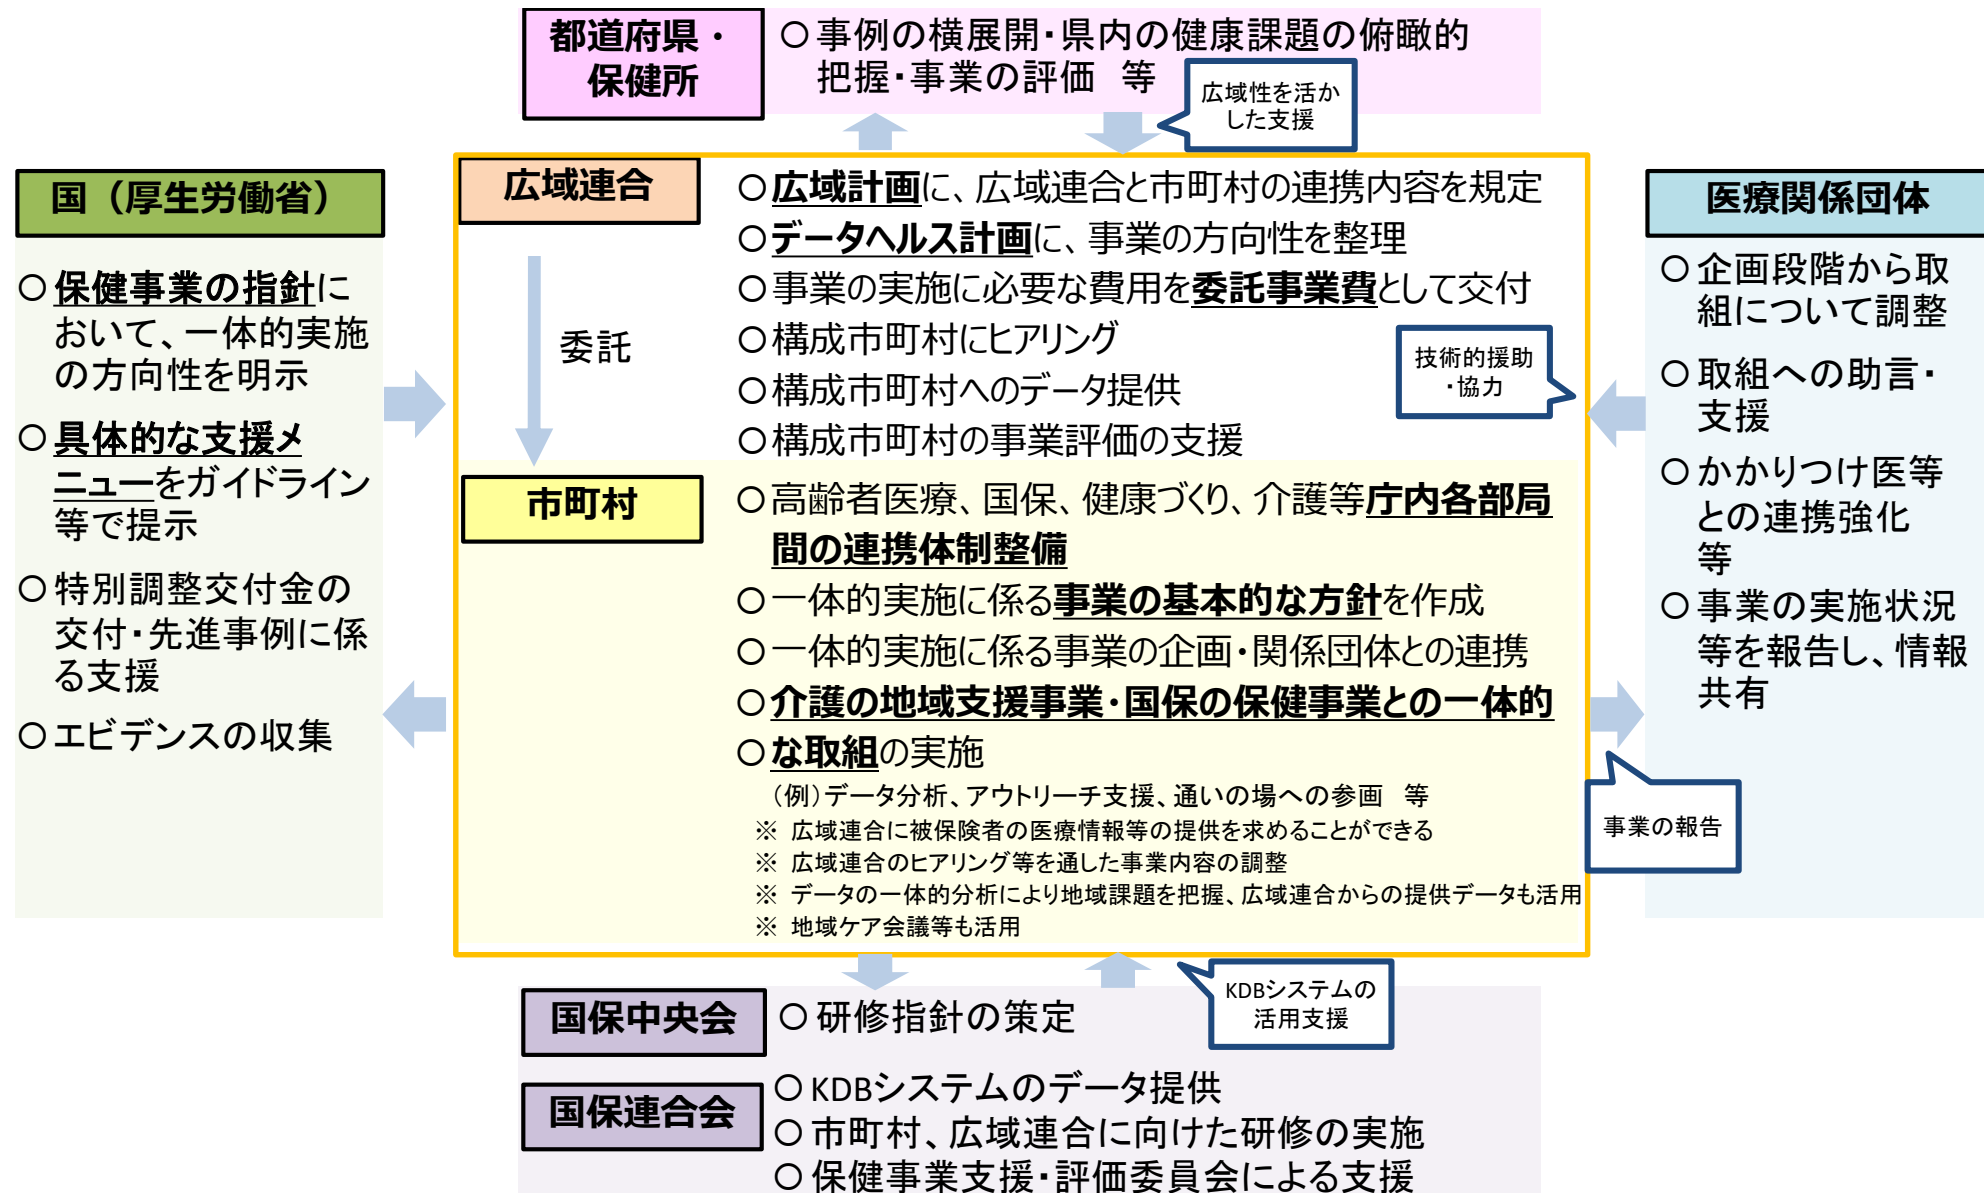 都道府県・
保健所
○事例の横展開・県内の健康課題の俯瞰的
把握・事業の評価　等
広域性を活か
した支援
国（厚生労働省）
○保健事業の指針に
おいて、一体的実施
の方向性を明示
○具体的な支援メ
ニューをガイドライン
等で提示
○特別調整交付金の
交付・先進事例に係
る支援
○エビデンスの収集
広域連合
委託
○広域計画に、広域連合と市町村の連携内容を規定
○データヘルス計画に、事業の方向性を整理
○事業の実施に必要な費用を委託事業費として交付
○構成市町村にヒアリング
○構成市町村へのデータ提供
○構成市町村の事業評価の支援
技術的援助
・協力
市町村
○高齢者医療、国保、健康づくり、介護等庁内各部局
間の連携体制整備
○一体的実施に係る事業の基本的な方針を作成
○一体的実施に係る事業の企画・関係団体との連携
○介護の地域支援事業・国保の保健事業との一体的
○な取組の実施
（例）データ分析、アウトリーチ支援、通いの場への参画　等
※ 広域連合に被保険者の医療情報等の提供を求めることができる
※ 広域連合のヒアリング等を通した事業内容の調整
※ データの一体的分析により地域課題を把握、広域連合からの提供データも活用
※ 地域ケア会議等も活用
医療関係団体
○企画段階から取
組について調整
○取組への助言・
支援
○かかりつけ医等
との連携強化
等
○事業の実施状況
等を報告し、情報
共有
事業の報告
国保中央会
○研修指針の策定
KDBシステムの
活用支援
国保連合会
○KDBシステムのデータ提供
○市町村、広域連合に向けた研修の実施
○保健事業支援・評価委員会による支援